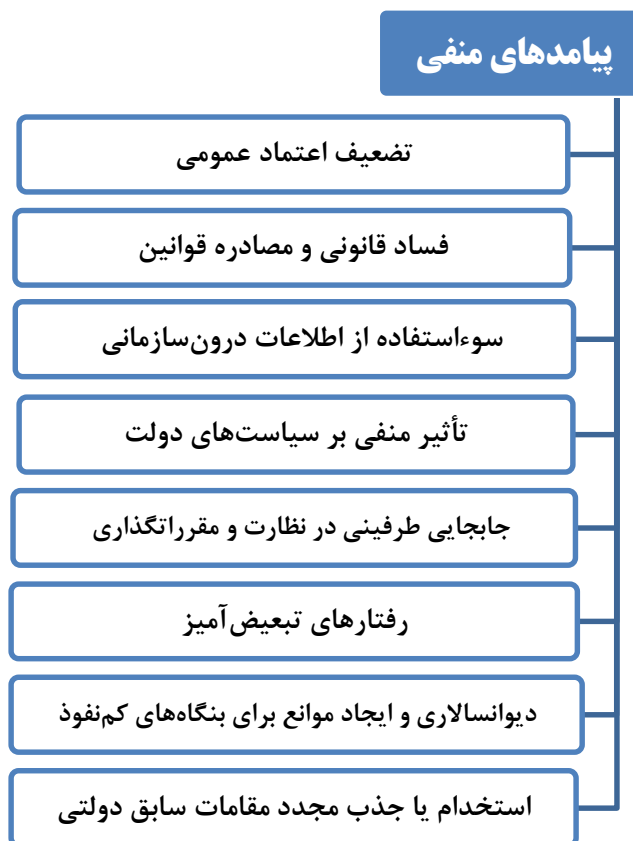 پیامدهای منفی
تضعیف اعتماد عمومی
فساد قانونی و مصادره قوانین
سوءاستفاده از اطلاعات درون‌سازمانی
تأثیر منفی بر سیاست‌های دولت
جابجایی طرفینی در نظارت و مقرراتگذاری
رفتارهای تبعیض‌آمیز
دیوانسالاری و ایجاد موانع برای بنگاه‌های کم‌نفوذ
استخدام یا جذب مجدد مقامات سابق دولتی